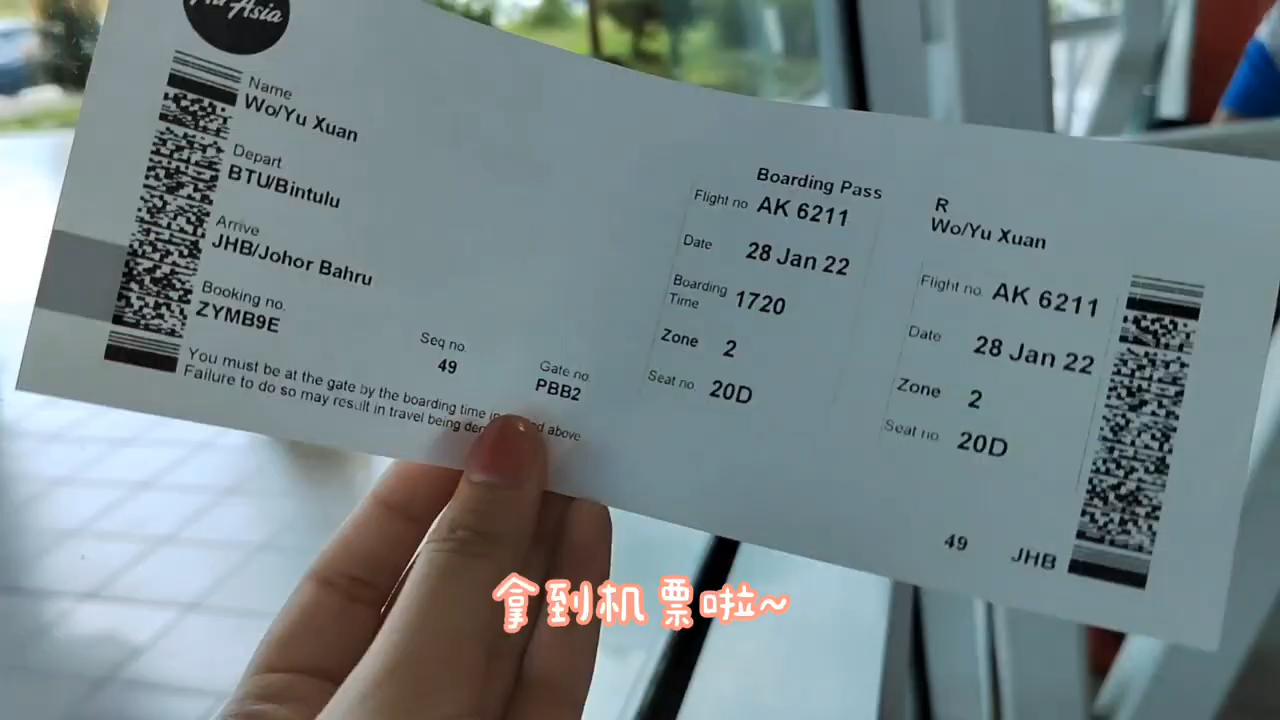 AirAsia
Name
Wo/Yu Xuan
Depart
BTU/Bintulu
Arrive
JHB/Johor Bahru
Booking no.
ZYMB9E
Seq no.
49
Gate no.
PBB2
You must be at the gate by the boarding time in above
Failure to do so may result in travel being
Boarding Pass
Flight no AK 6211
Date 28 Jan 22
Boarding Time 1720
Zone 2
Seat no 20D
R
Wo/Yu Xuan
Flight no. AK 6211
Date 28 Jan 22
Zone 2
Seat no. 20D
49 JHB
拿到机票啦~